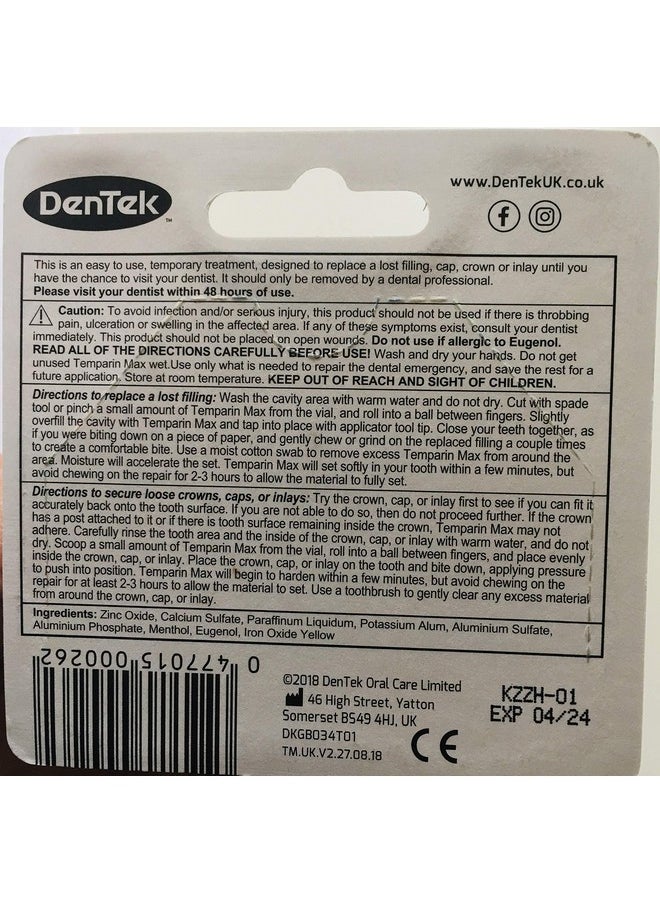 DenTek™
www.DenTekUK.co.uk
This is an easy to use, temporary treatment, designed to replace a lost filling, cap, crown or inlay until you
have the chance to visit your dentist. It should only be removed by a dental professional.
Please visit your dentist within 48 hours of use.
Caution: To avoid infection and/or serious injury, this product should not be used if there is throbbing
pain, ulceration or swelling in the affected area. If any of these symptoms exist, consult your dentist
immediately. This product should not be placed on open wounds. Do not use if allergic to Eugenol.
READ ALL OF THE DIRECTIONS CAREFULLY BEFORE USE! Wash and dry your hands. Do not get
unused Temparin Max wet.Use only what is needed to repair the dental emergency, and save the rest for a
future application. Store at room temperature. KEEP OUT OF REACH AND SIGHT OF CHILDREN.
Directions to replace a lost filling: Wash the cavity area with warm water and do not dry. Cut with spade
tool or pinch a small amount of Temparin Max from the vial, and roll into a ball between fingers. Slightly
overfill the cavity with Temparin Max and tap into place with applicator tool tip. Close your teeth together, as
if you were biting down on a piece of paper, and gently chew or grind on the replaced filling a couple times
to create a comfortable bite. Use a moist cotton swab to remove excess Temparin Max from around the
area. Moisture will accelerate the set. Temparin Max will set softly in your tooth within a few minutes, but
avoid chewing on the repair for 2-3 hours to allow the material to fully set.
Directions to secure loose crowns, caps, or inlays: Try the crown, cap, or inlay first to see if you can fit it
accurately back onto the tooth surface. If you are not able to do so, then do not proceed further. If the crown
has a post attached to it or if there is tooth surface remaining inside the crown, Temparin Max may not
adhere. Carefully rinse the tooth area and the inside of the crown, cap, or inlay with warm water, and do not
dry. Scoop a small amount of Temparin Max from the vial, roll into a ball between fingers, and place evenly
inside the crown, cap, or inlay. Place the crown, cap, or inlay on the tooth and bite down, applying pressure
to push into position. Temparin Max will begin to harden within a few minutes, but avoid chewing on the
repair for at least 2-3 hours to allow the material to set. Use a toothbrush to gently clear any excess material
from around the crown, cap, or inlay.
Ingredients: Zinc Oxide, Calcium Sulfate, Paraffinum Liquidum, Potassium Alum, Aluminium Sulfate,
Aluminium Phosphate, Menthol, Eugenol, Iron Oxide Yellow
0 477015 000262
©2018 DenTek Oral Care Limited
46 High Street, Yatton
Somerset BS49 4HJ, UK
DKGB034T01
TM.UK.V2.27.08.18
CE
KZZH-01
EXP 04/24